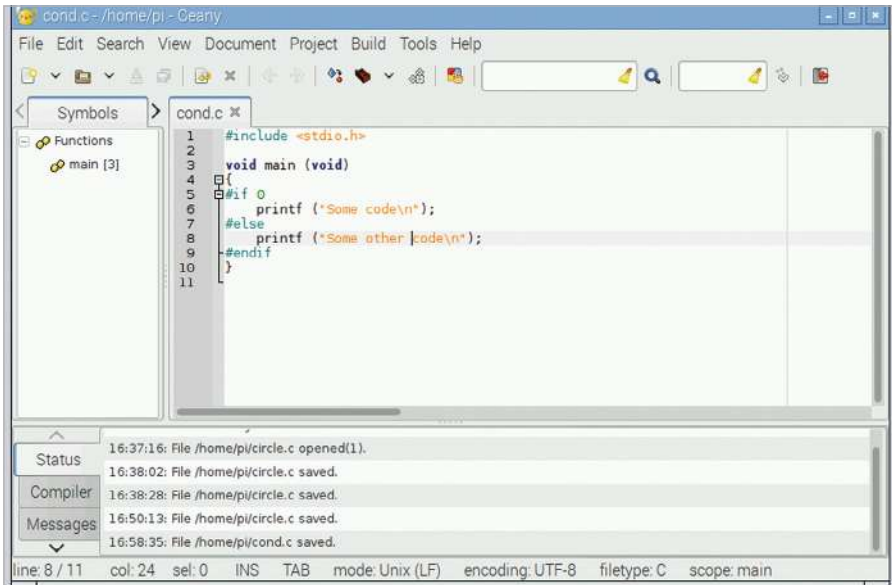 cond.c - /home/pi - Geany
File Edit Search View Document Project Build Tools Help
Symbols
cond.c
Functions
main [3]
1 #include <stdio.h>
2
3 void main (void)
4 {
5 #if 0
6 printf ("Some code\n");
7 #else
8 printf ("Some other code\n");
9 #endif
10 }
11
Status
Compiler
Messages
16:37:16: File /home/pi/circle.c opened(1).
16:38:02: File /home/pi/circle.c saved.
16:38:28: File /home/pi/circle.c saved.
16:50:13: File /home/pi/circle.c saved.
16:58:35: File /home/pi/cond.c saved.
line: 8 / 11 col: 24 sel: 0 INS TAB mode: Unix (LF) encoding: UTF-8 filetype: C scope: main